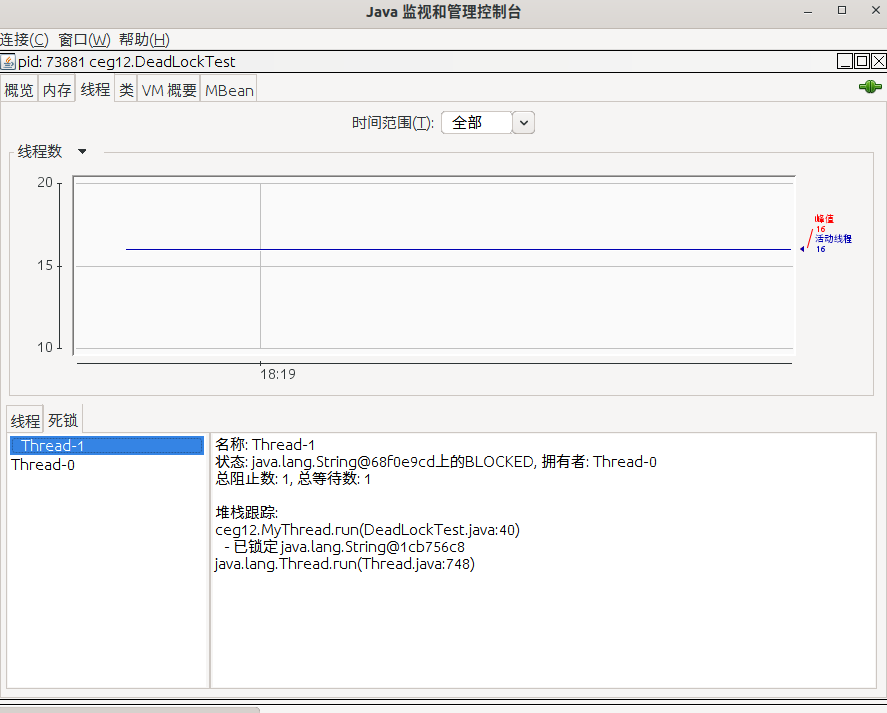 Java 监视和管理控制台
连接(C) 窗口(W) 帮助(H)
pid: 73881 ceg12.DeadLockTest
概览 内存 线程 类 VM 概要 MBean
时间范围(T): 全部
线程数
20
15
10
18:19
峰值
16
活动线程
16
线程 死锁
Thread-1
Thread-0
名称: Thread-1
状态: java.lang.String@68f0e9cd上的BLOCKED, 拥有者: Thread-0
总阻止数: 1, 总等待数: 1
堆栈跟踪:
ceg12.MyThread.run(DeadLockTest.java:40)
- 已锁定 java.lang.String@1cb756c8
java.lang.Thread.run(Thread.java:748)